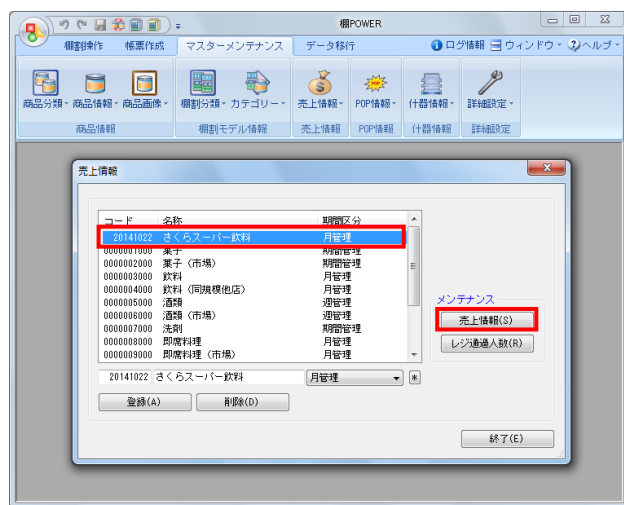 棚POWER
棚割操作 帳票作成 マスターメンテナンス データ移行 ログ情報 ウィンドウ ヘルプ
商品分類 商品情報 商品画像 棚割分類 カテゴリー 売上情報 POP情報 什器情報 詳細設定
商品情報 棚割モデル情報 売上情報 POP情報 什器情報 詳細設定
売上情報
コード 名称 期間区分
20141022 さくらスーパー飲料 月管理
0000001000 菓子 期間管理
0000002000 菓子（市場） 期間管理
0000003000 飲料 月管理
0000004000 飲料（同規模他店） 月管理
0000005000 酒類 週管理
0000006000 酒類（市場） 週管理
0000007000 洗剤 期間管理
0000008000 即席料理 月管理
0000009000 即席料理（市場） 月管理
メンテナンス
売上情報(S)
レジ通過人数(R)
20141022 さくらスーパー飲料 月管理 *
登録(A) 削除(D)
終了(E)